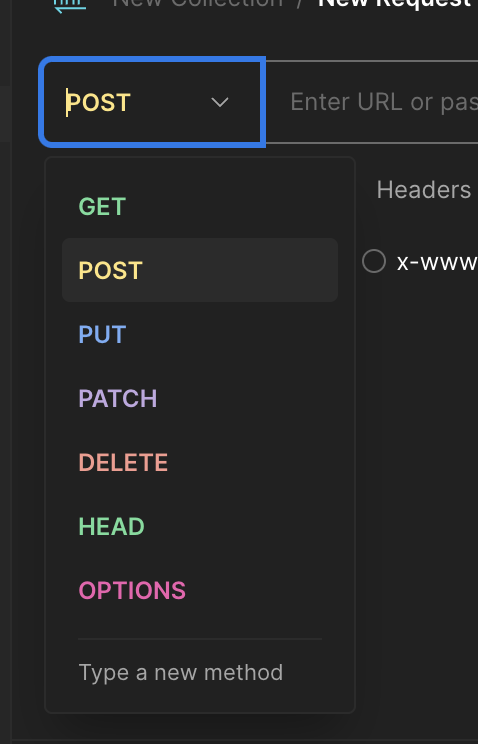 New Collection / New Request
POST
Enter URL or pas
Headers
x-www
GET
POST
PUT
PATCH
DELETE
HEAD
OPTIONS
Type a new method